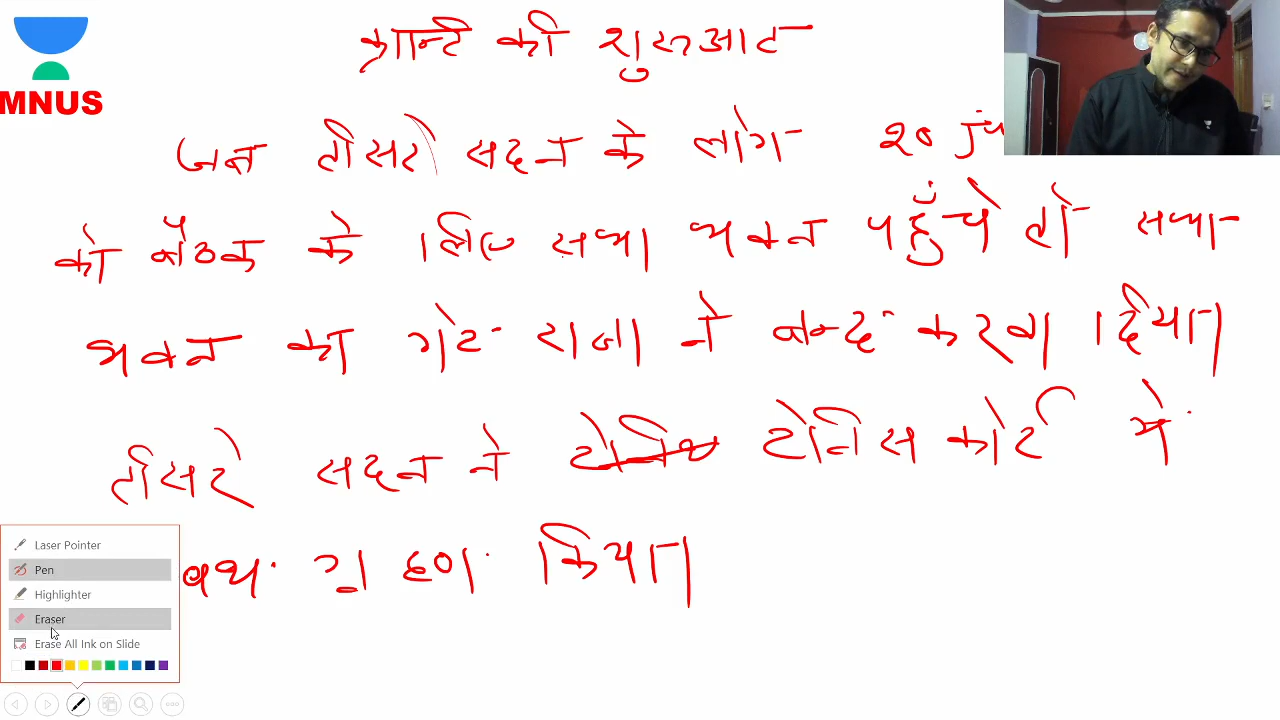 क्रान्ति की शुरुआत
MNUS
जब तीसरे सदन के लोग 20
को बैठक के लिए सभा भवन पहुँचे तो सभा
भवन का गेट राजा ने बन्द करवा दिया।
तीसरे सदन ने टेनिस कोर्ट में
ग्रहण किया।
Laser Pointer
Pen
Highlighter
Eraser
Erase All Ink on Slide